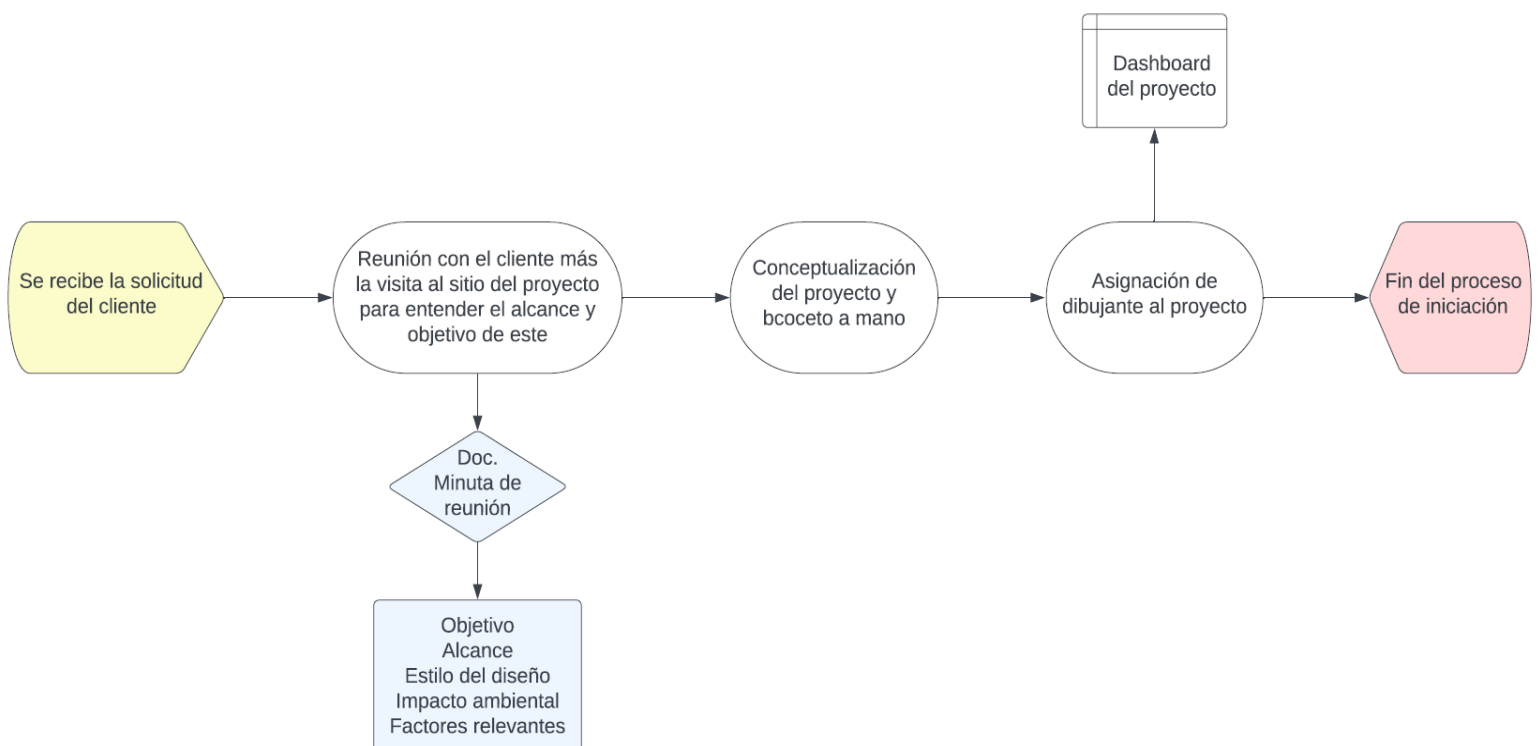 Dashboard
del proyecto
Se recibe la solicitud
del cliente
Reunión con el cliente más
la visita al sitio del proyecto
para entender el alcance y
objetivo de este
Conceptualización
del proyecto y
bcoceto a mano
Asignación de
dibujante al proyecto
Fin del proceso
de iniciación
Doc.
Minuta de
reunión
Objetivo
Alcance
Estilo del diseño
Impacto ambiental
Factores relevantes